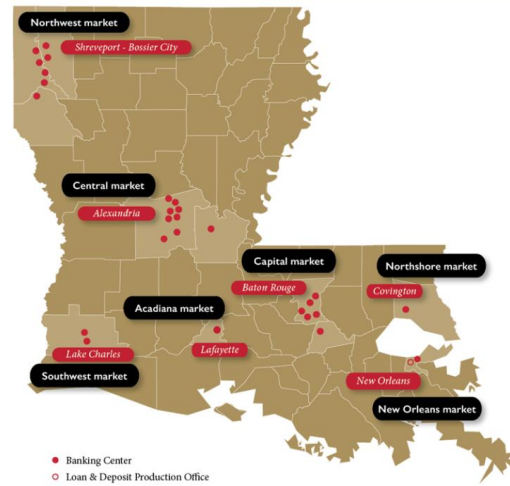 Northwest market
Shreveport - Bossier City
Central market
Alexandria
Capital market
Northshore market
Baton Rouge
Covington
Acadiana market
Lake Charles
Lafayette
Southwest market
New Orleans
New Orleans market
Banking Center
Loan & Deposit Production Office